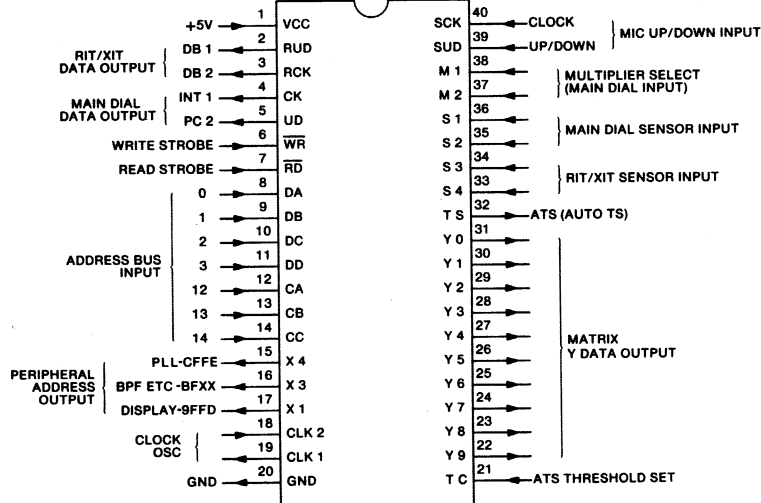 +5V 1 VCC
RIT/XIT
DATA OUTPUT
DB 1 2 RUD
DB 2 3 RCK
MAIN DIAL
DATA OUTPUT
INT 1 4 CK
PC 2 5 UD
WRITE STROBE 6 WR
READ STROBE 7 RD
ADDRESS BUS
INPUT
0 8 DA
1 9 DB
2 10 DC
3 11 DD
12 12 CA
13 13 CB
14 14 CC
PERIPHERAL
ADDRESS
OUTPUT
PLL-CFFE 15 X 4
BPF ETC -BFXX 16 X 3
DISPLAY-9FFD 17 X 1
CLOCK
OSC
18 CLK 2
19 CLK 1
GND 20 GND
SCK 40 CLOCK
SUD 39 UP/DOWN
MIC UP/DOWN INPUT
M 1 38
M 2 37
MULTIPLIER SELECT
(MAIN DIAL INPUT)
S 1 36
S 2 35
MAIN DIAL SENSOR INPUT
S 3 34
S 4 33
RIT/XIT SENSOR INPUT
T S 32 ATS (AUTO TS)
Y 0 31
Y 1 30
Y 2 29
Y 3 28
Y 4 27
Y 5 26
Y 6 25
Y 7 24
Y 8 23
Y 9 22
MATRIX
Y DATA OUTPUT
T C 21 ATS THRESHOLD SET